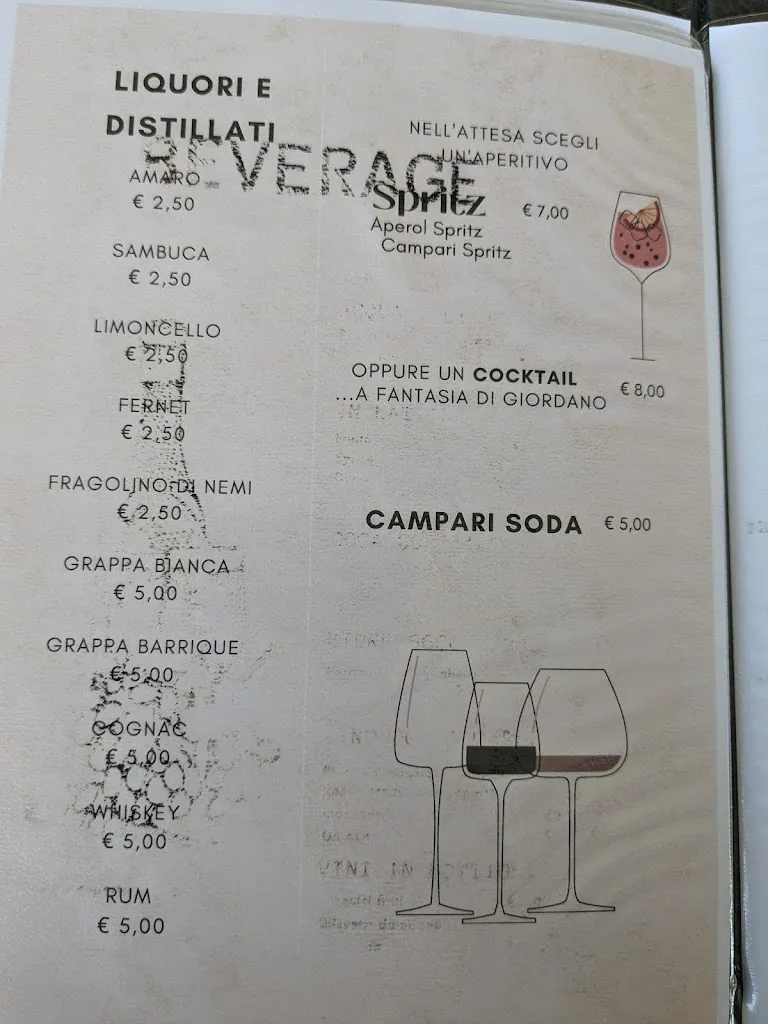 LIQUORI E
DISTILLATI
BEVERAGE
AMARO
€ 2,50
SAMBUCA
€ 2,50
LIMONCELLO
€ 2,50
FERNET
€ 2,50
FRAGOLINO DI NEMI
€ 2,50
GRAPPA BIANCA
€ 5,00
GRAPPA BARRIQUE
€ 5,00
COGNAC
€ 5,00
WHISKEY
€ 5,00
RUM
€ 5,00
NELL'ATTESA SCEGLI
UN'APERITIVO
Spritz € 7,00
Aperol Spritz
Campari Spritz
OPPURE UN COCKTAIL
...A FANTASIA DI GIORDANO € 8,00
CAMPARI SODA € 5,00